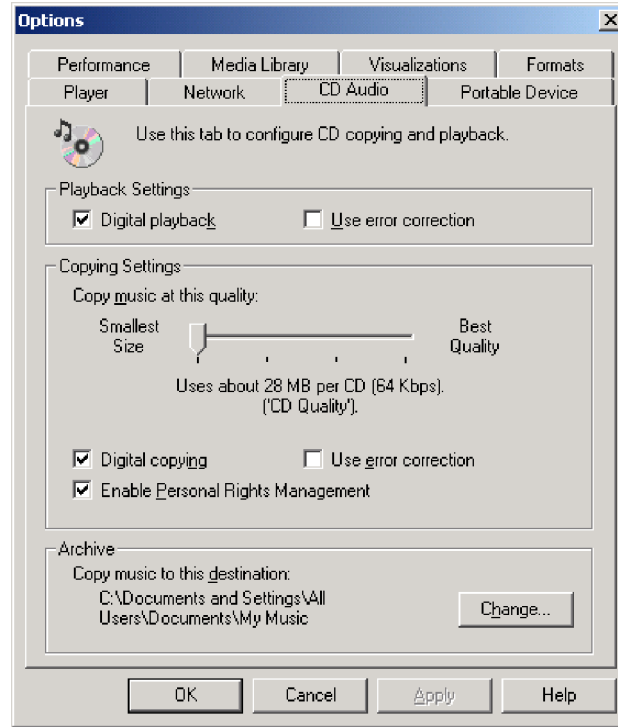 Options
Performance Media Library Visualizations Formats
Player Network CD Audio Portable Device
Use this tab to configure CD copying and playback.
Playback Settings
Digital playback Use error correction
Copying Settings
Copy music at this quality:
Smallest Size Best Quality
Uses about 28 MB per CD (64 Kbps).
('CD Quality').
Digital copying Use error correction
Enable Personal Rights Management
Archive
Copy music to this destination:
C:\Documents and Settings\All
Users\Documents\My Music
Change...
OK Cancel Apply Help